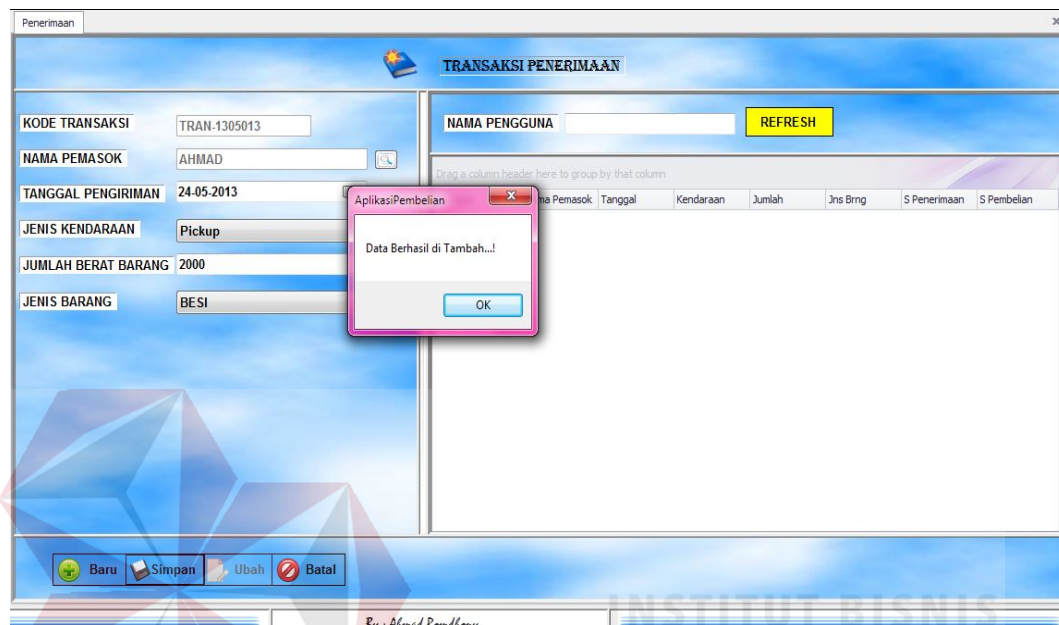 Penerimaan
TRANSAKSI PENERIMAAN
KODE TRANSAKSI TRAN-1305013
NAMA PEMASOK AHMAD
TANGGAL PENGIRIMAN 24-05-2013
JENIS KENDARAAN Pickup
JUMLAH BERAT BARANG 2000
JENIS BARANG BESI
NAMA PENGGUNA REFRESH
Drag a column header here to group by that column
ma Pemasok Tanggal Kendaraan Jumlah Jns Brng S Penerimaan S Pembelian
AplikasiPembelian
Data Berhasil di Tambah...!
OK
Baru Simpan Ubah Batal
INSTITUT BISNIS
By : Ahmad